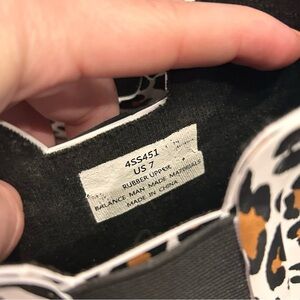 4SS451
US 7
RUBBER UPPER
BALANCE MAN MADE MATERIALS
MADE IN CHINA